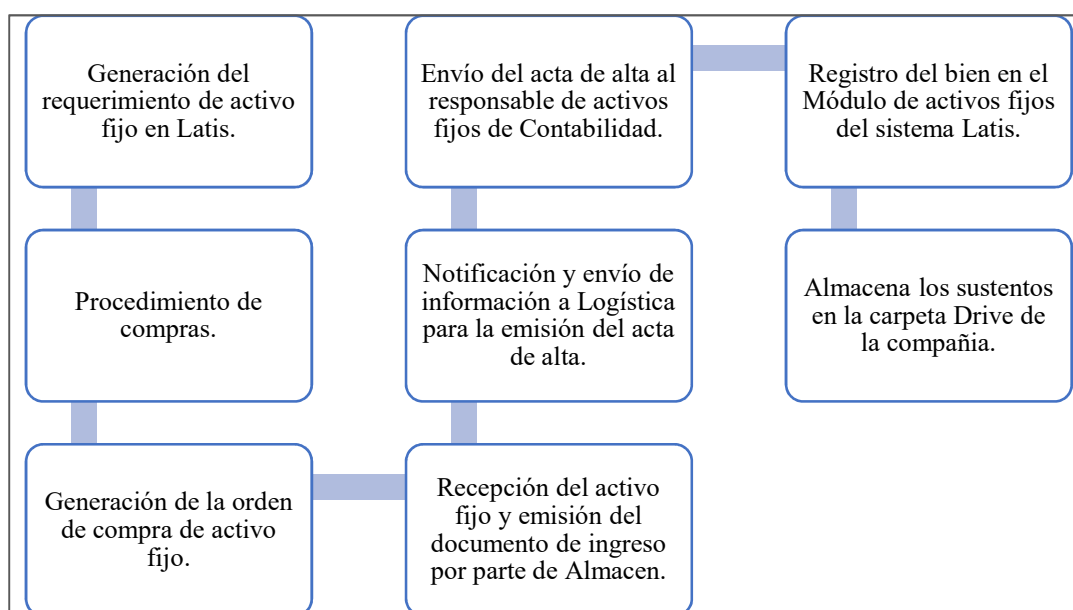 Generación del
requerimiento de activo
fijo en Latis.
Procedimiento de
compras.
Generación de la orden
de compra de activo
fijo.
Recepción del activo
fijo y emisión del
documento de ingreso
por parte de Almacen.
Notificación y envío de
información a Logística
para la emisión del acta
de alta.
Envío del acta de alta al
responsable de activos
fijos de Contabilidad.
Registro del bien en el
Módulo de activos fijos
del sistema Latis.
Almacena los sustentos
en la carpeta Drive de
la compañia.